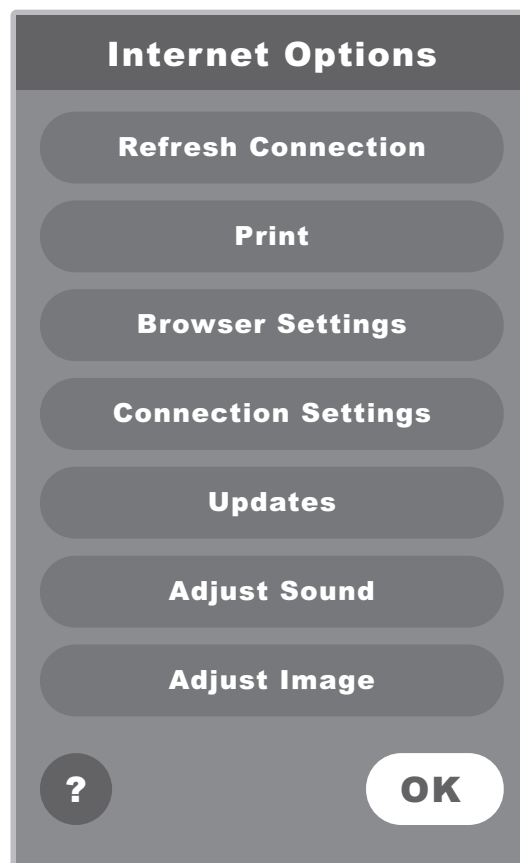 Internet Options
Refresh Connection
Print
Browser Settings
Connection Settings
Updates
Adjust Sound
Adjust Image
?
OK